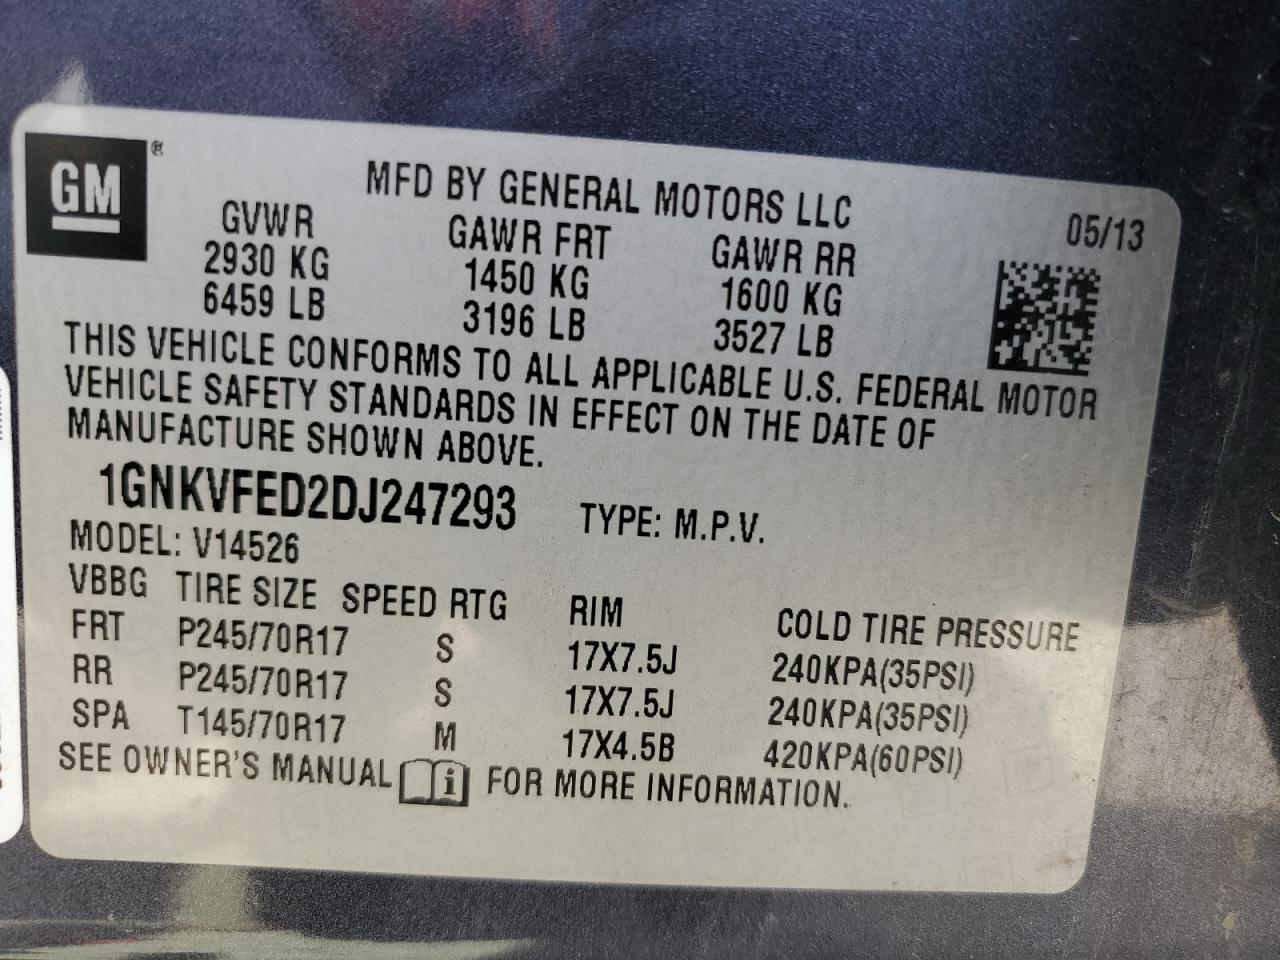 GM ®
MFD BY GENERAL MOTORS LLC
05/13
GVWR GAWR FRT GAWR RR
2930 KG 1450 KG 1600 KG
6459 LB 3196 LB 3527 LB
THIS VEHICLE CONFORMS TO ALL APPLICABLE U.S. FEDERAL MOTOR
VEHICLE SAFETY STANDARDS IN EFFECT ON THE DATE OF
MANUFACTURE SHOWN ABOVE.
1GNKVFED2DJ247293 TYPE: M.P.V.
MODEL: V14526
VBBG TIRE SIZE SPEED RTG RIM COLD TIRE PRESSURE
FRT P245/70R17 S 17X7.5J 240KPA(35PSI)
RR P245/70R17 S 17X7.5J 240KPA(35PSI)
SPA T145/70R17 M 17X4.5B 420KPA(60PSI)
SEE OWNER'S MANUAL i FOR MORE INFORMATION.